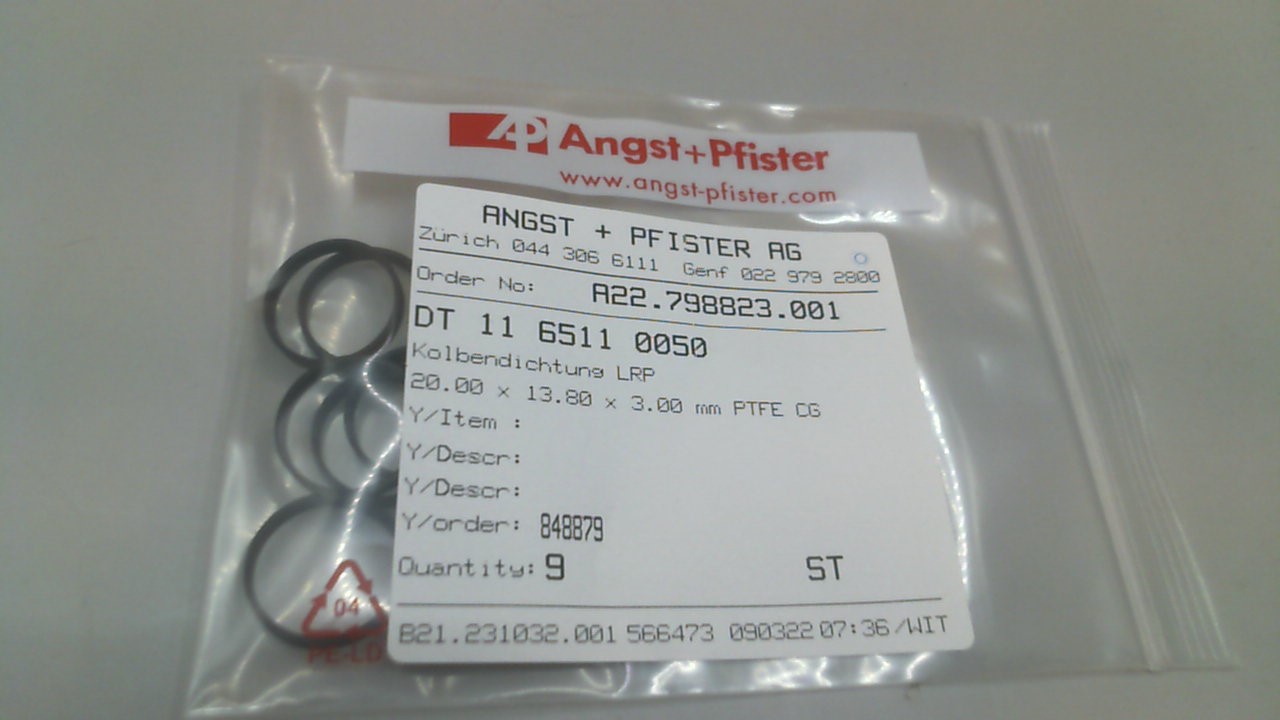 AP Angst+Pfister
www.angst-pfister.com
ANGST + PFISTER AG
Zürich 044 306 6111 Genf 022 979 2800
Order No: A22.798823.001
DT 11 6511 0050
Kolbendichtung LRP
20.00 x 13.80 x 3.00 mm PTFE CG
Y/Item :
Y/Descr:
Y/Descr:
Y/order: 848879
Quantity: 9 ST
B21.231032.001 566473 090322 07:36 /WIT
04
PE-LD